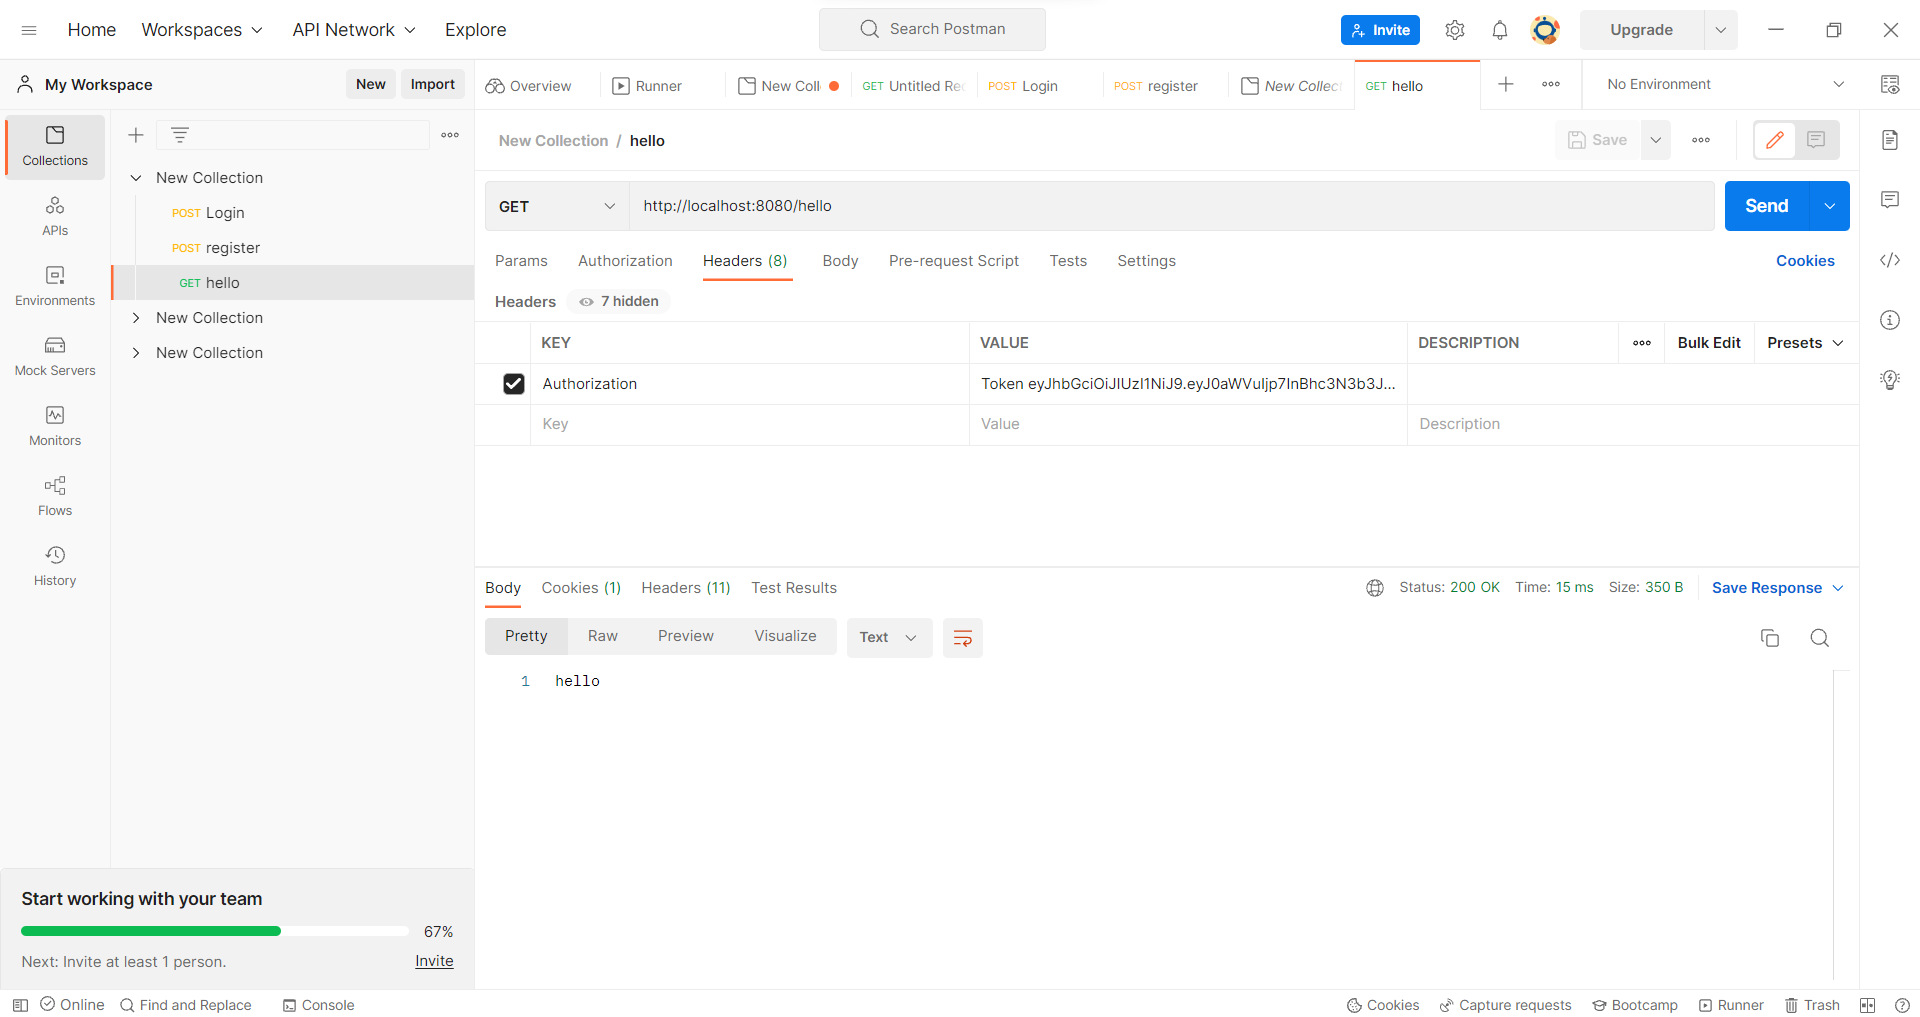 Home
Workspaces
API Network
Explore
Search Postman
Invite
Upgrade
My Workspace
New
Import
Overview
Runner
New Coll
GET Untitled Re
POST Login
POST register
New Collec
GET hello
No Environment
Collections
APIs
Environments
Mock Servers
Monitors
Flows
History
New Collection
POST Login
POST register
GET hello
New Collection
New Collection
New Collection / hello
Save
GET
http://localhost:8080/hello
Send
Params
Authorization
Headers (8)
Body
Pre-request Script
Tests
Settings
Cookies
Headers
7 hidden
KEY
VALUE
DESCRIPTION
Bulk Edit
Presets
Authorization
Token eyJhbGciOiJIUzI1NiJ9.eyJ0aWVuIjp7InBhc3N3b3J...
Key
Value
Description
Body
Cookies (1)
Headers (11)
Test Results
Status: 200 OK
Time: 15 ms
Size: 350 B
Save Response
Pretty
Raw
Preview
Visualize
Text
1 hello
Start working with your team
67%
Next: Invite at least 1 person.
Invite
Online
Find and Replace
Console
Cookies
Capture requests
Bootcamp
Runner
Trash